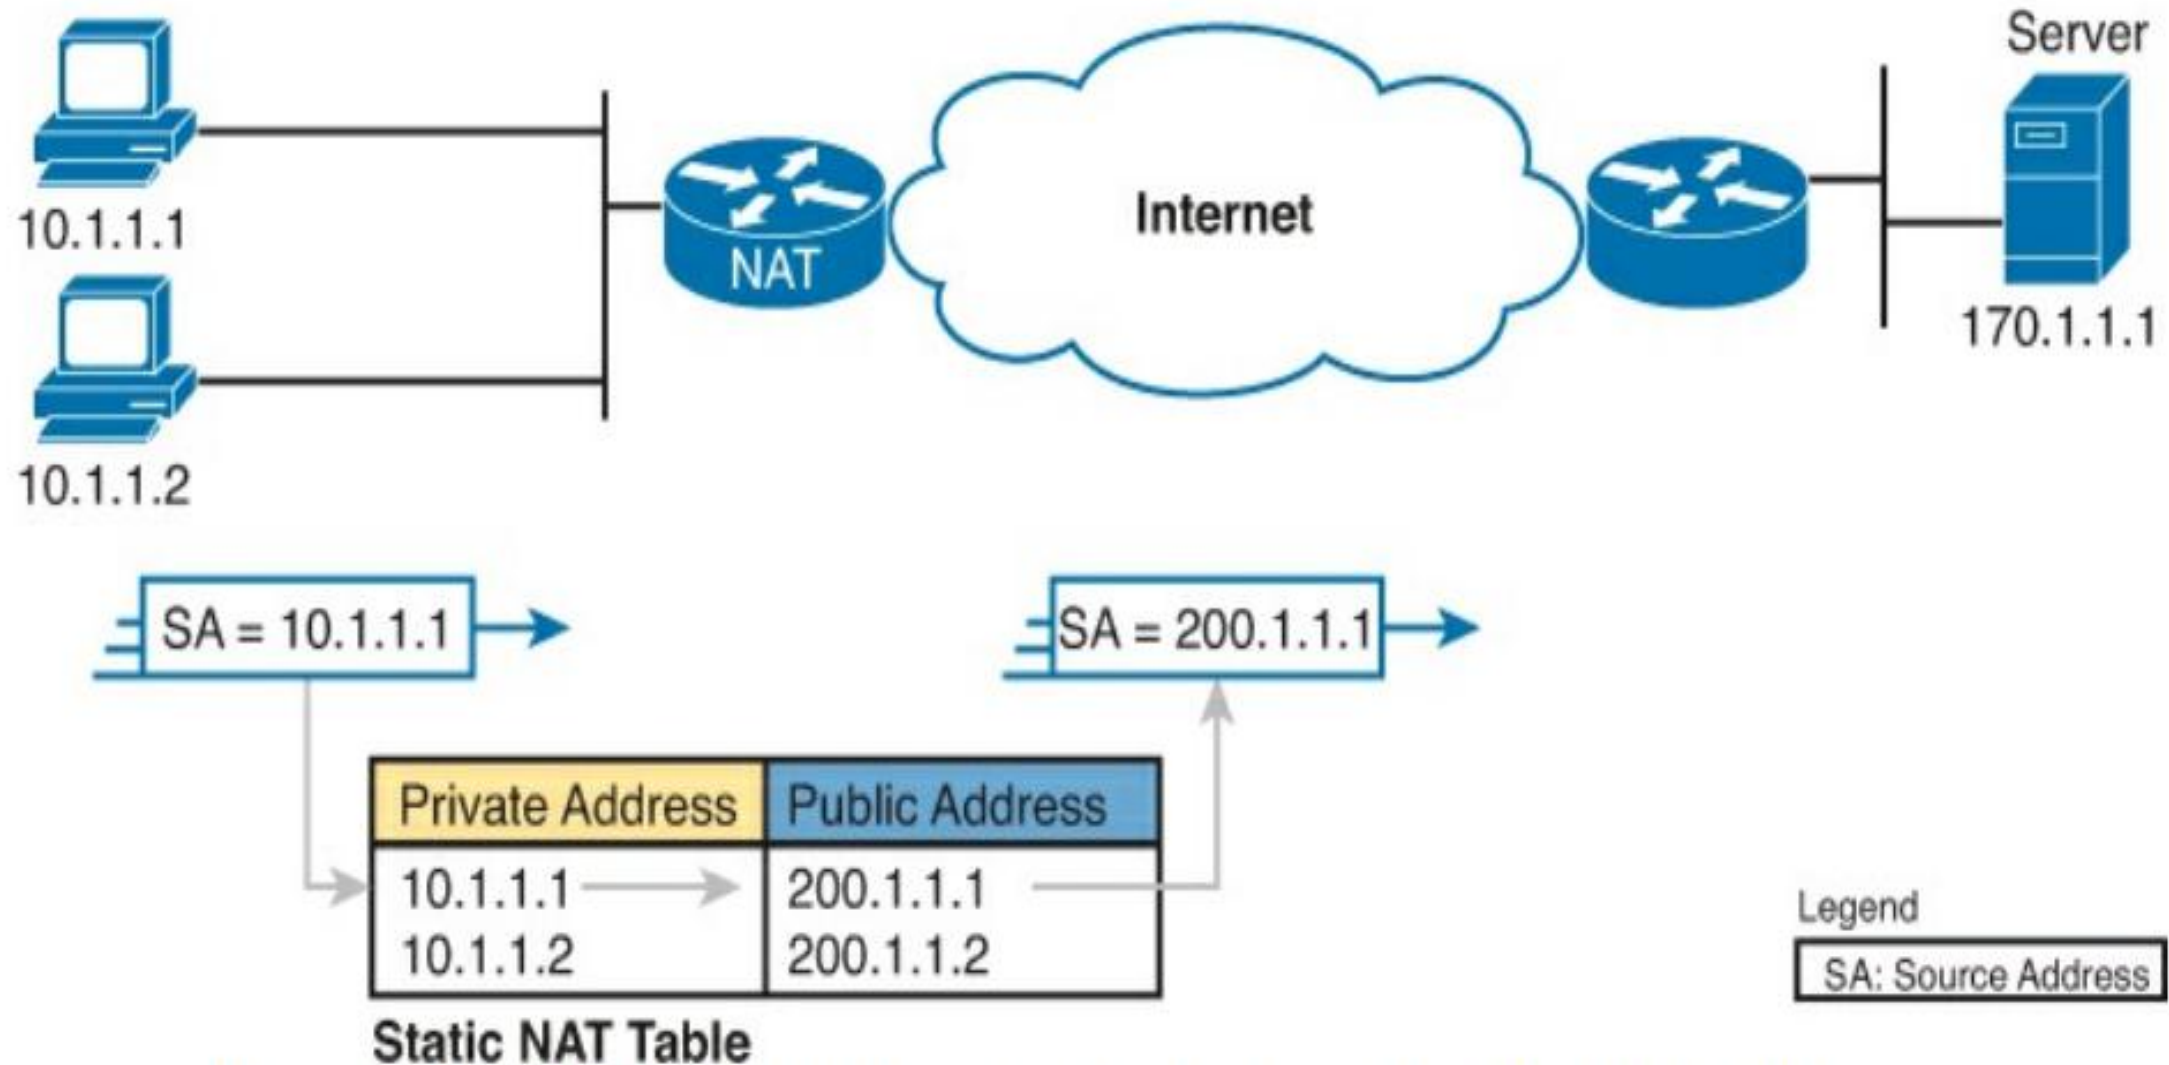 Server
10.1.1.1
NAT
Internet
170.1.1.1
10.1.1.2
SA = 10.1.1.1
SA = 200.1.1.1
Private Address Public Address
10.1.1.1 200.1.1.1
10.1.1.2 200.1.1.2
Static NAT Table
Legend
SA: Source Address